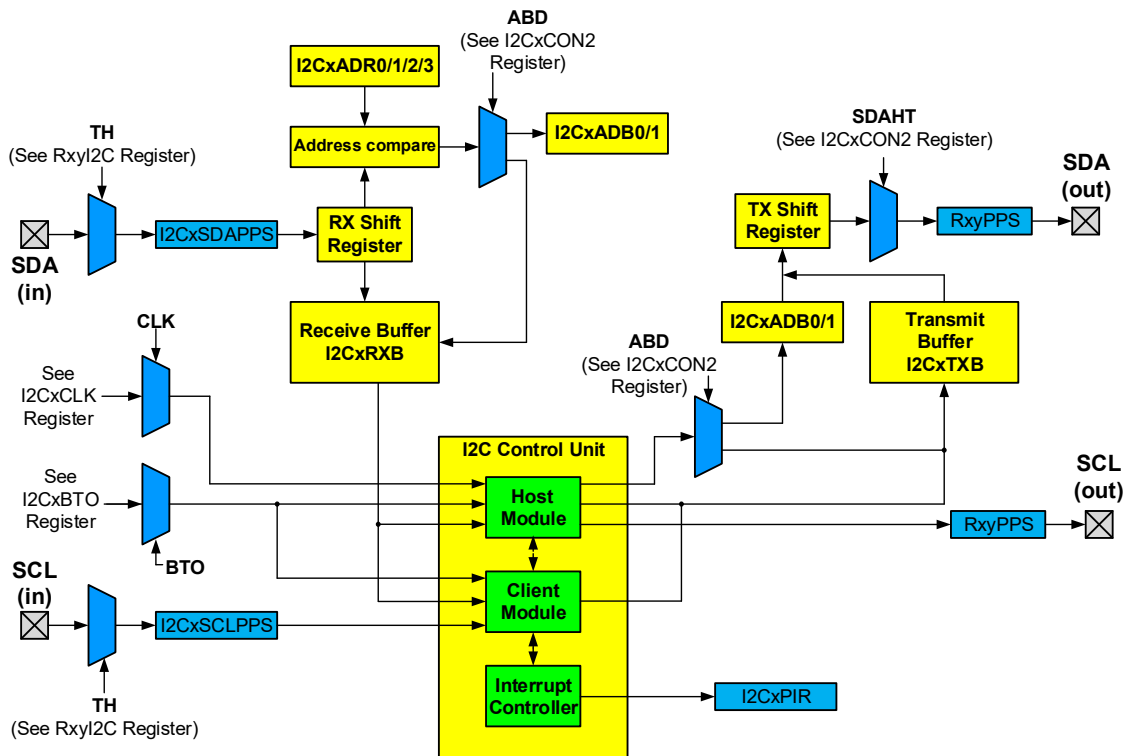 ABD
(See I2CxCON2
Register)
I2CxADR0/1/2/3
TH
(See RxyI2C Register)
Address compare
I2CxADB0/1
SDAHT
(See I2CxCON2 Register)
SDA
(out)
I2CxSDAPPS
RX Shift
Register
TX Shift
Register
RxyPPS
SDA
(in)
CLK
Receive Buffer
I2CxRXB
I2CxADB0/1
Transmit
Buffer
I2CxTXB
See
I2CxCLK
Register
ABD
(See I2CxCON2
Register)
I2C Control Unit
See
I2CxBTO
Register
Host
Module
SCL
(out)
RxyPPS
BTO
SCL
(in)
Client
Module
I2CxSCLPPS
Interrupt
Controller
I2CxPIR
TH
(See RxyI2C Register)